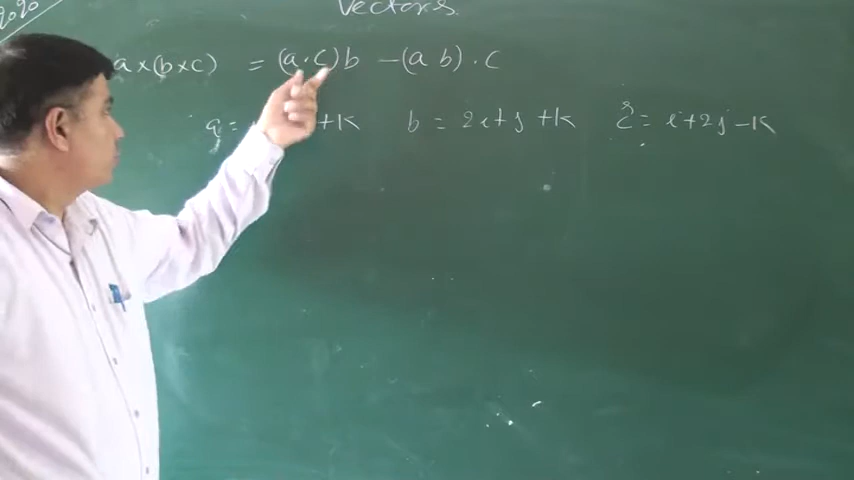 Vectors.
a×(b×c) = (a·c)b −(a b)·c
a = +k b = 2i+j +k c = i+2j−k